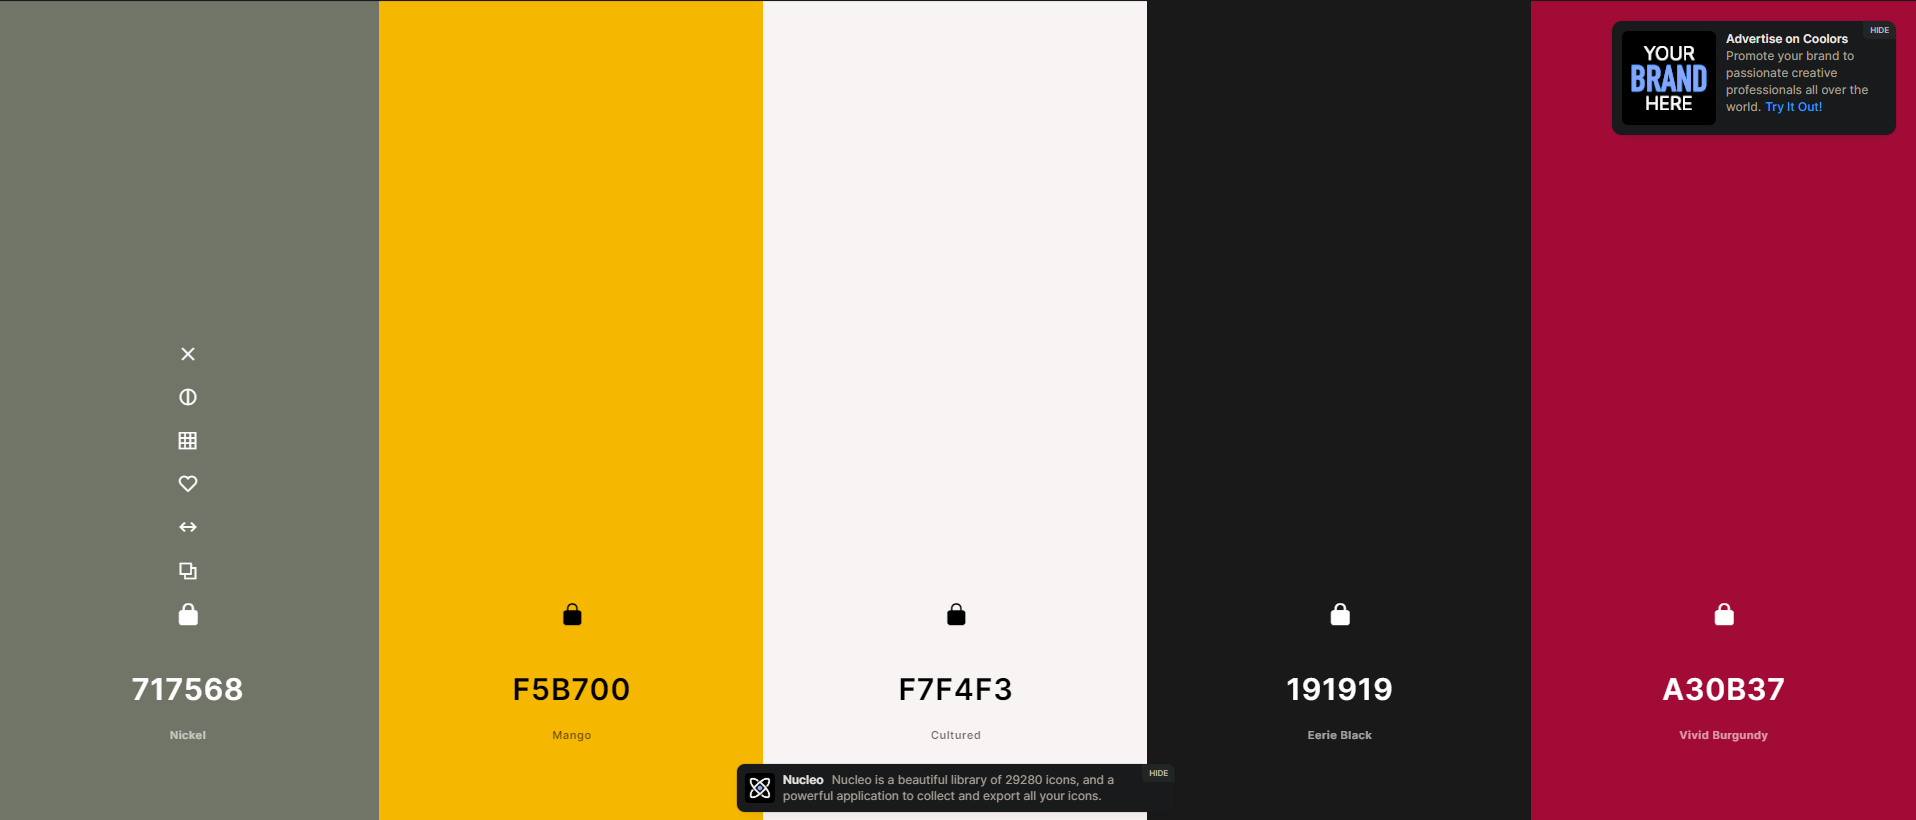 HIDE
YOUR
BRAND
HERE
Advertise on Coolors
Promote your brand to
passionate creative
professionals all over the
world. Try It Out!
717568
Nickel
F5B700
Mango
F7F4F3
Cultured
191919
Eerie Black
A30B37
Vivid Burgundy
Nucleo Nucleo is a beautiful library of 29280 icons, and a
powerful application to collect and export all your icons.
HIDE